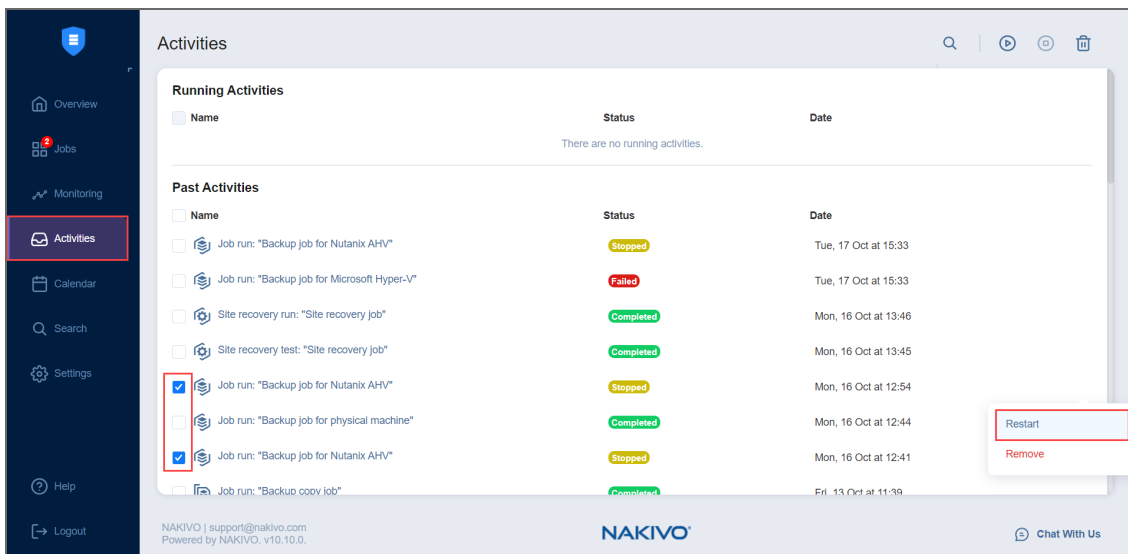 Activities
Overview
2
Jobs
Monitoring
Activities
Calendar
Search
Settings
Help
Logout
Running Activities
Name Status Date
There are no running activities.
Past Activities
Name Status Date
Job run: "Backup job for Nutanix AHV" Stopped Tue, 17 Oct at 15:33
Job run: "Backup job for Microsoft Hyper-V" Failed Tue, 17 Oct at 15:33
Site recovery run: "Site recovery job" Completed Mon, 16 Oct at 13:46
Site recovery test: "Site recovery job" Completed Mon, 16 Oct at 13:45
Job run: "Backup job for Nutanix AHV" Stopped Mon, 16 Oct at 12:54
Job run: "Backup job for physical machine" Completed Mon, 16 Oct at 12:44
Job run: "Backup job for Nutanix AHV" Stopped Mon, 16 Oct at 12:41
Job run: "Backup copy job" Completed Fri, 13 Oct at 11:39
Restart
Remove
NAKIVO | support@nakivo.com
Powered by NAKIVO. v10.10.0.
NAKIVO
Chat With Us